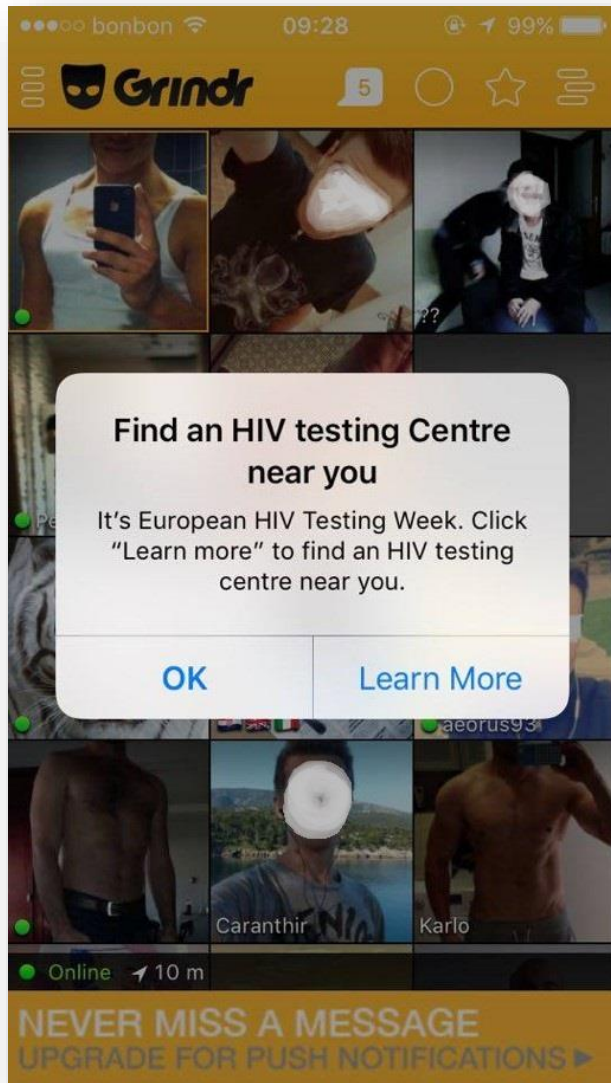 bonbon 09:28 99%
Grindr 5
??
Find an HIV testing Centre
near you
It's European HIV Testing Week. Click
"Learn more" to find an HIV testing
centre near you.
OK Learn More
aeorus93
Caranthir Karlo
Online 10 m
NEVER MISS A MESSAGE
UPGRADE FOR PUSH NOTIFICATIONS